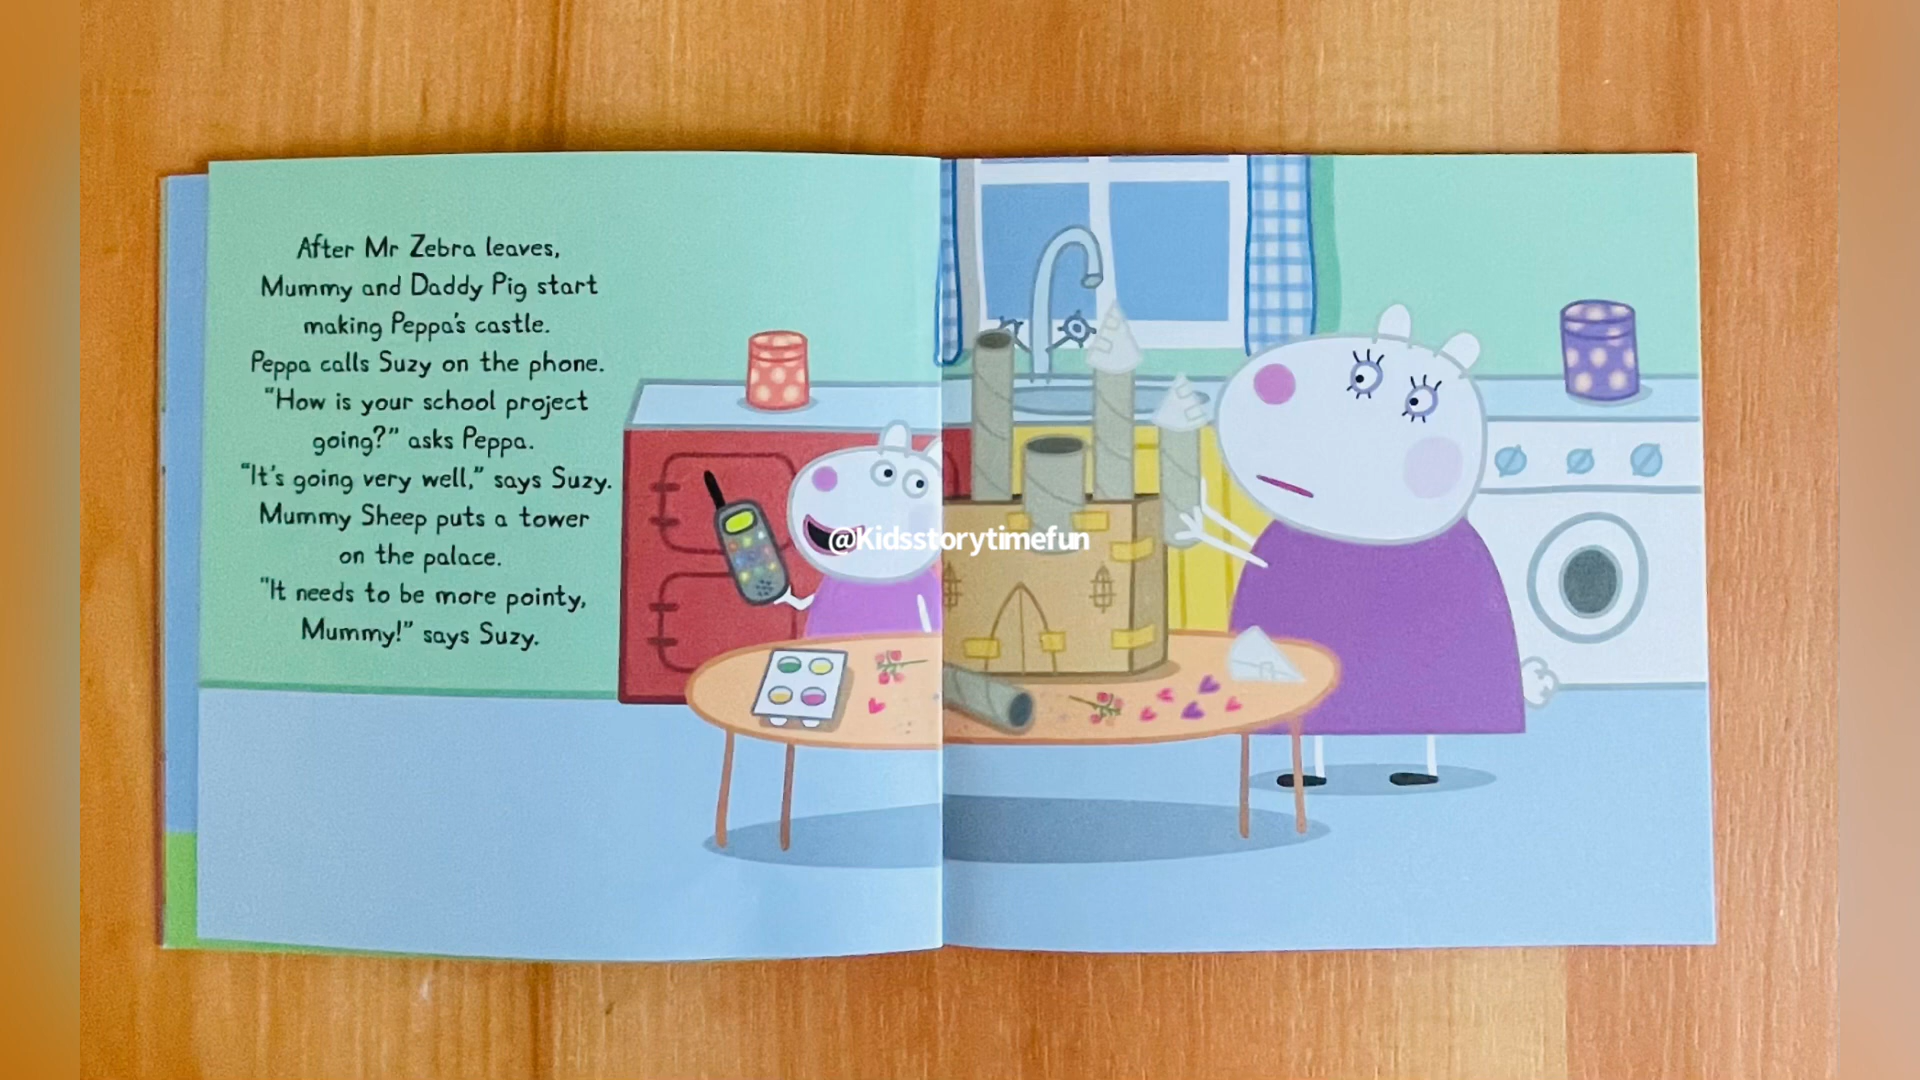 After Mr Zebra leaves,
Mummy and Daddy Pig start
making Peppa's castle.
Peppa calls Suzy on the phone.
"How is your school project
going?" asks Peppa.
"It's going very well," says Suzy.
Mummy Sheep puts a tower
on the palace.
"It needs to be more pointy,
Mummy!" says Suzy.
@Kidsstorytimefun